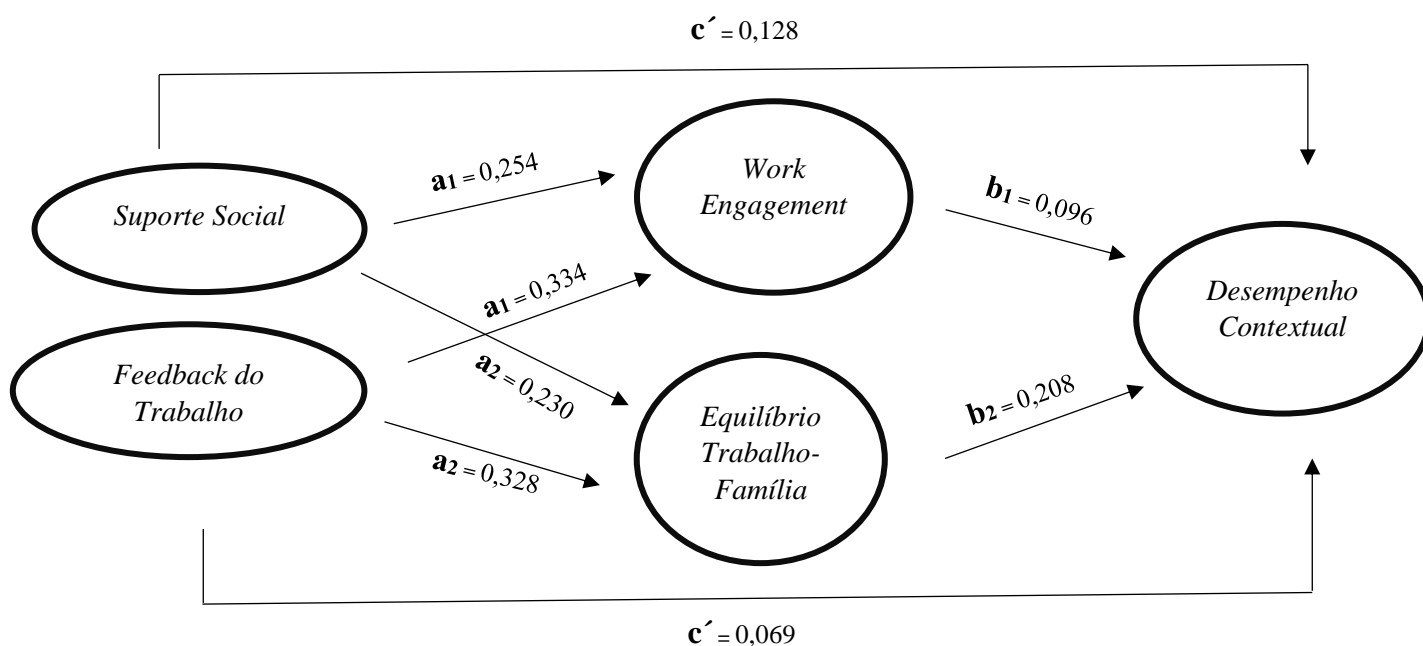 c´ = 0,128
a1 = 0,254
Work
Engagement
Suporte Social
b1 = 0,096
a1 = 0,334
Desempenho
Contextual
Feedback do
Trabalho
a2 = 0,230
b2 = 0,208
Equilíbrio
Trabalho-
Família
a2 = 0,328
c´ = 0,069